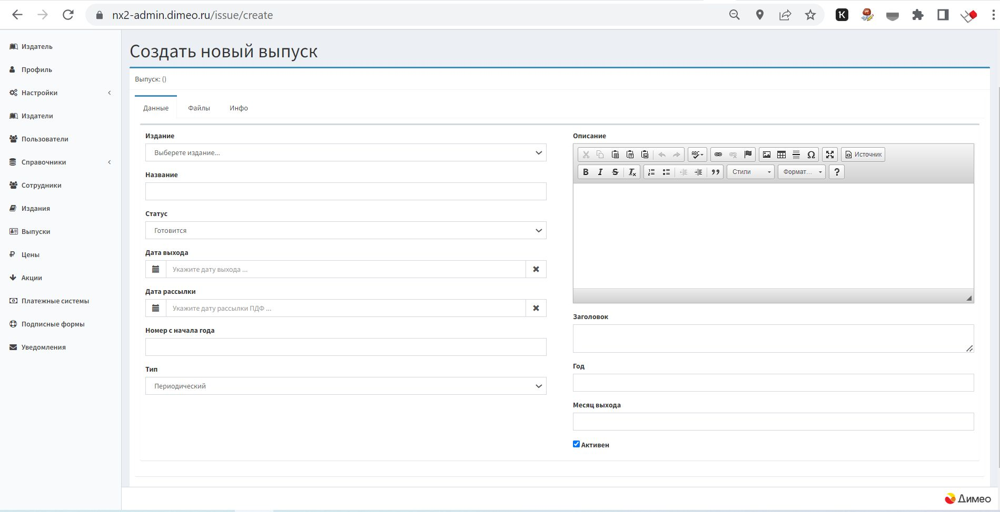 nx2-admin.dimeo.ru/issue/create
Издатель
Профиль
Настройки
Издатели
Пользователи
Справочники
Сотрудники
Издания
Выпуски
Цены
Акции
Платежные системы
Подписные формы
Уведомления
Создать новый выпуск
Выпуск: ()
Данные Файлы Инфо
Издание
Выберете издание...
Название
Статус
Готовится
Дата выхода
Укажите дату выхода ...
Дата рассылки
Укажите дату рассылки ПДФ ...
Номер с начала года
Тип
Периодический
Описание
ABC Ω Источник
B I S Tx Стили Формат... ?
Заголовок
Год
Месяц выхода
Активен
Димео